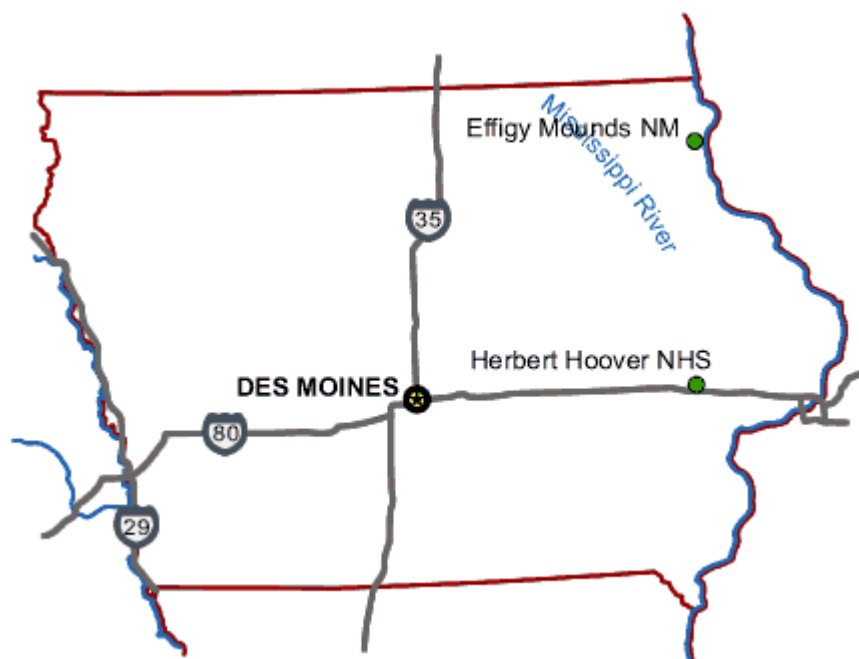 Effigy Mounds NM
Mississippi River
35
Herbert Hoover NHS
DES MOINES
80
29